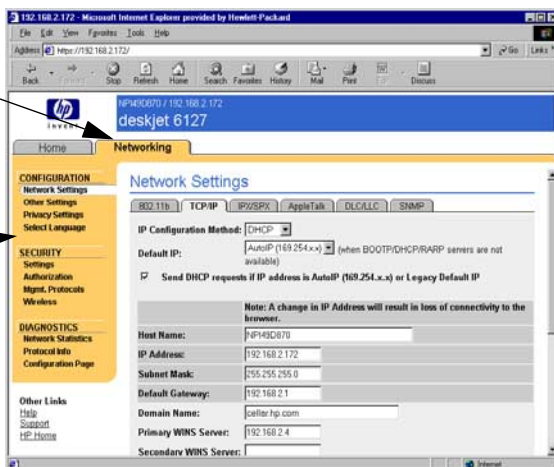 192.168.2.172 - Microsoft Internet Explorer provided by Hewlett-Packard
File Edit View Favorites Tools Help
Address https://192.168.2.172/ Go Links
Back Forward Stop Refresh Home Search Favorites History Mail Print Edit Discuss
hp
invent
NPI49D870 / 192.168.2.172
deskjet 6127
Home Networking
CONFIGURATION
Network Settings
Other Settings
Privacy Settings
Select Language
SECURITY
Settings
Authorization
Mgmt. Protocols
Wireless
DIAGNOSTICS
Network Statistics
Protocol Info
Configuration Page
Other Links
Help
Support
HP Home
Network Settings
802.11b TCP/IP IPX/SPX AppleTalk DLC/LLC SNMP
IP Configuration Method: DHCP
Default IP: AutoIP (169.254.x.x) (when BOOTP/DHCP/RARP servers are not
available)
Send DHCP requests if IP address is AutoIP (169.254.x.x) or Legacy Default IP
Note: A change in IP Address will result in loss of connectivity to the
browser.
Host Name: NPI49D870
IP Address: 192.168.2.172
Subnet Mask: 255.255.255.0
Default Gateway: 192.168.2.1
Domain Name: cellar.hp.com
Primary WINS Server: 192.168.2.4
Secondary WINS Server:
Internet